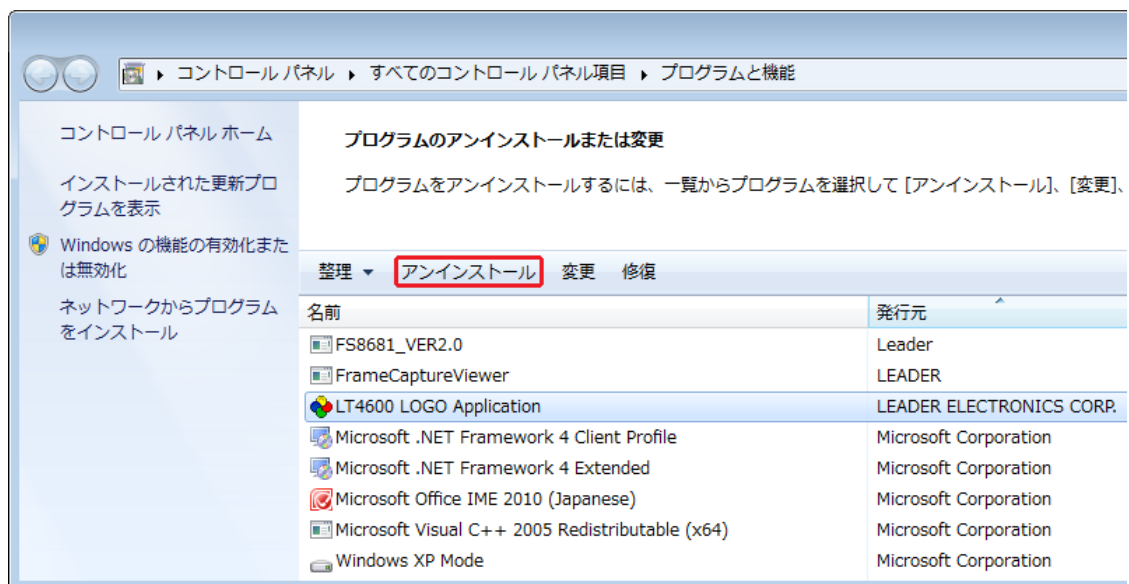 コントロール パネル ▸ すべてのコントロール パネル項目 ▸ プログラムと機能
コントロール パネル ホーム
インストールされた更新プロ
グラムを表示
Windows の機能の有効化また
は無効化
ネットワークからプログラム
をインストール
プログラムのアンインストールまたは変更
プログラムをアンインストールするには、一覧からプログラムを選択して [アンインストール]、[変更]、
整理 ▼ アンインストール 変更 修復
名前 発行元
FS8681_VER2.0 Leader
FrameCaptureViewer LEADER
LT4600 LOGO Application LEADER ELECTRONICS CORP.
Microsoft .NET Framework 4 Client Profile Microsoft Corporation
Microsoft .NET Framework 4 Extended Microsoft Corporation
Microsoft Office IME 2010 (Japanese) Microsoft Corporation
Microsoft Visual C++ 2005 Redistributable (x64) Microsoft Corporation
Windows XP Mode Microsoft Corporation